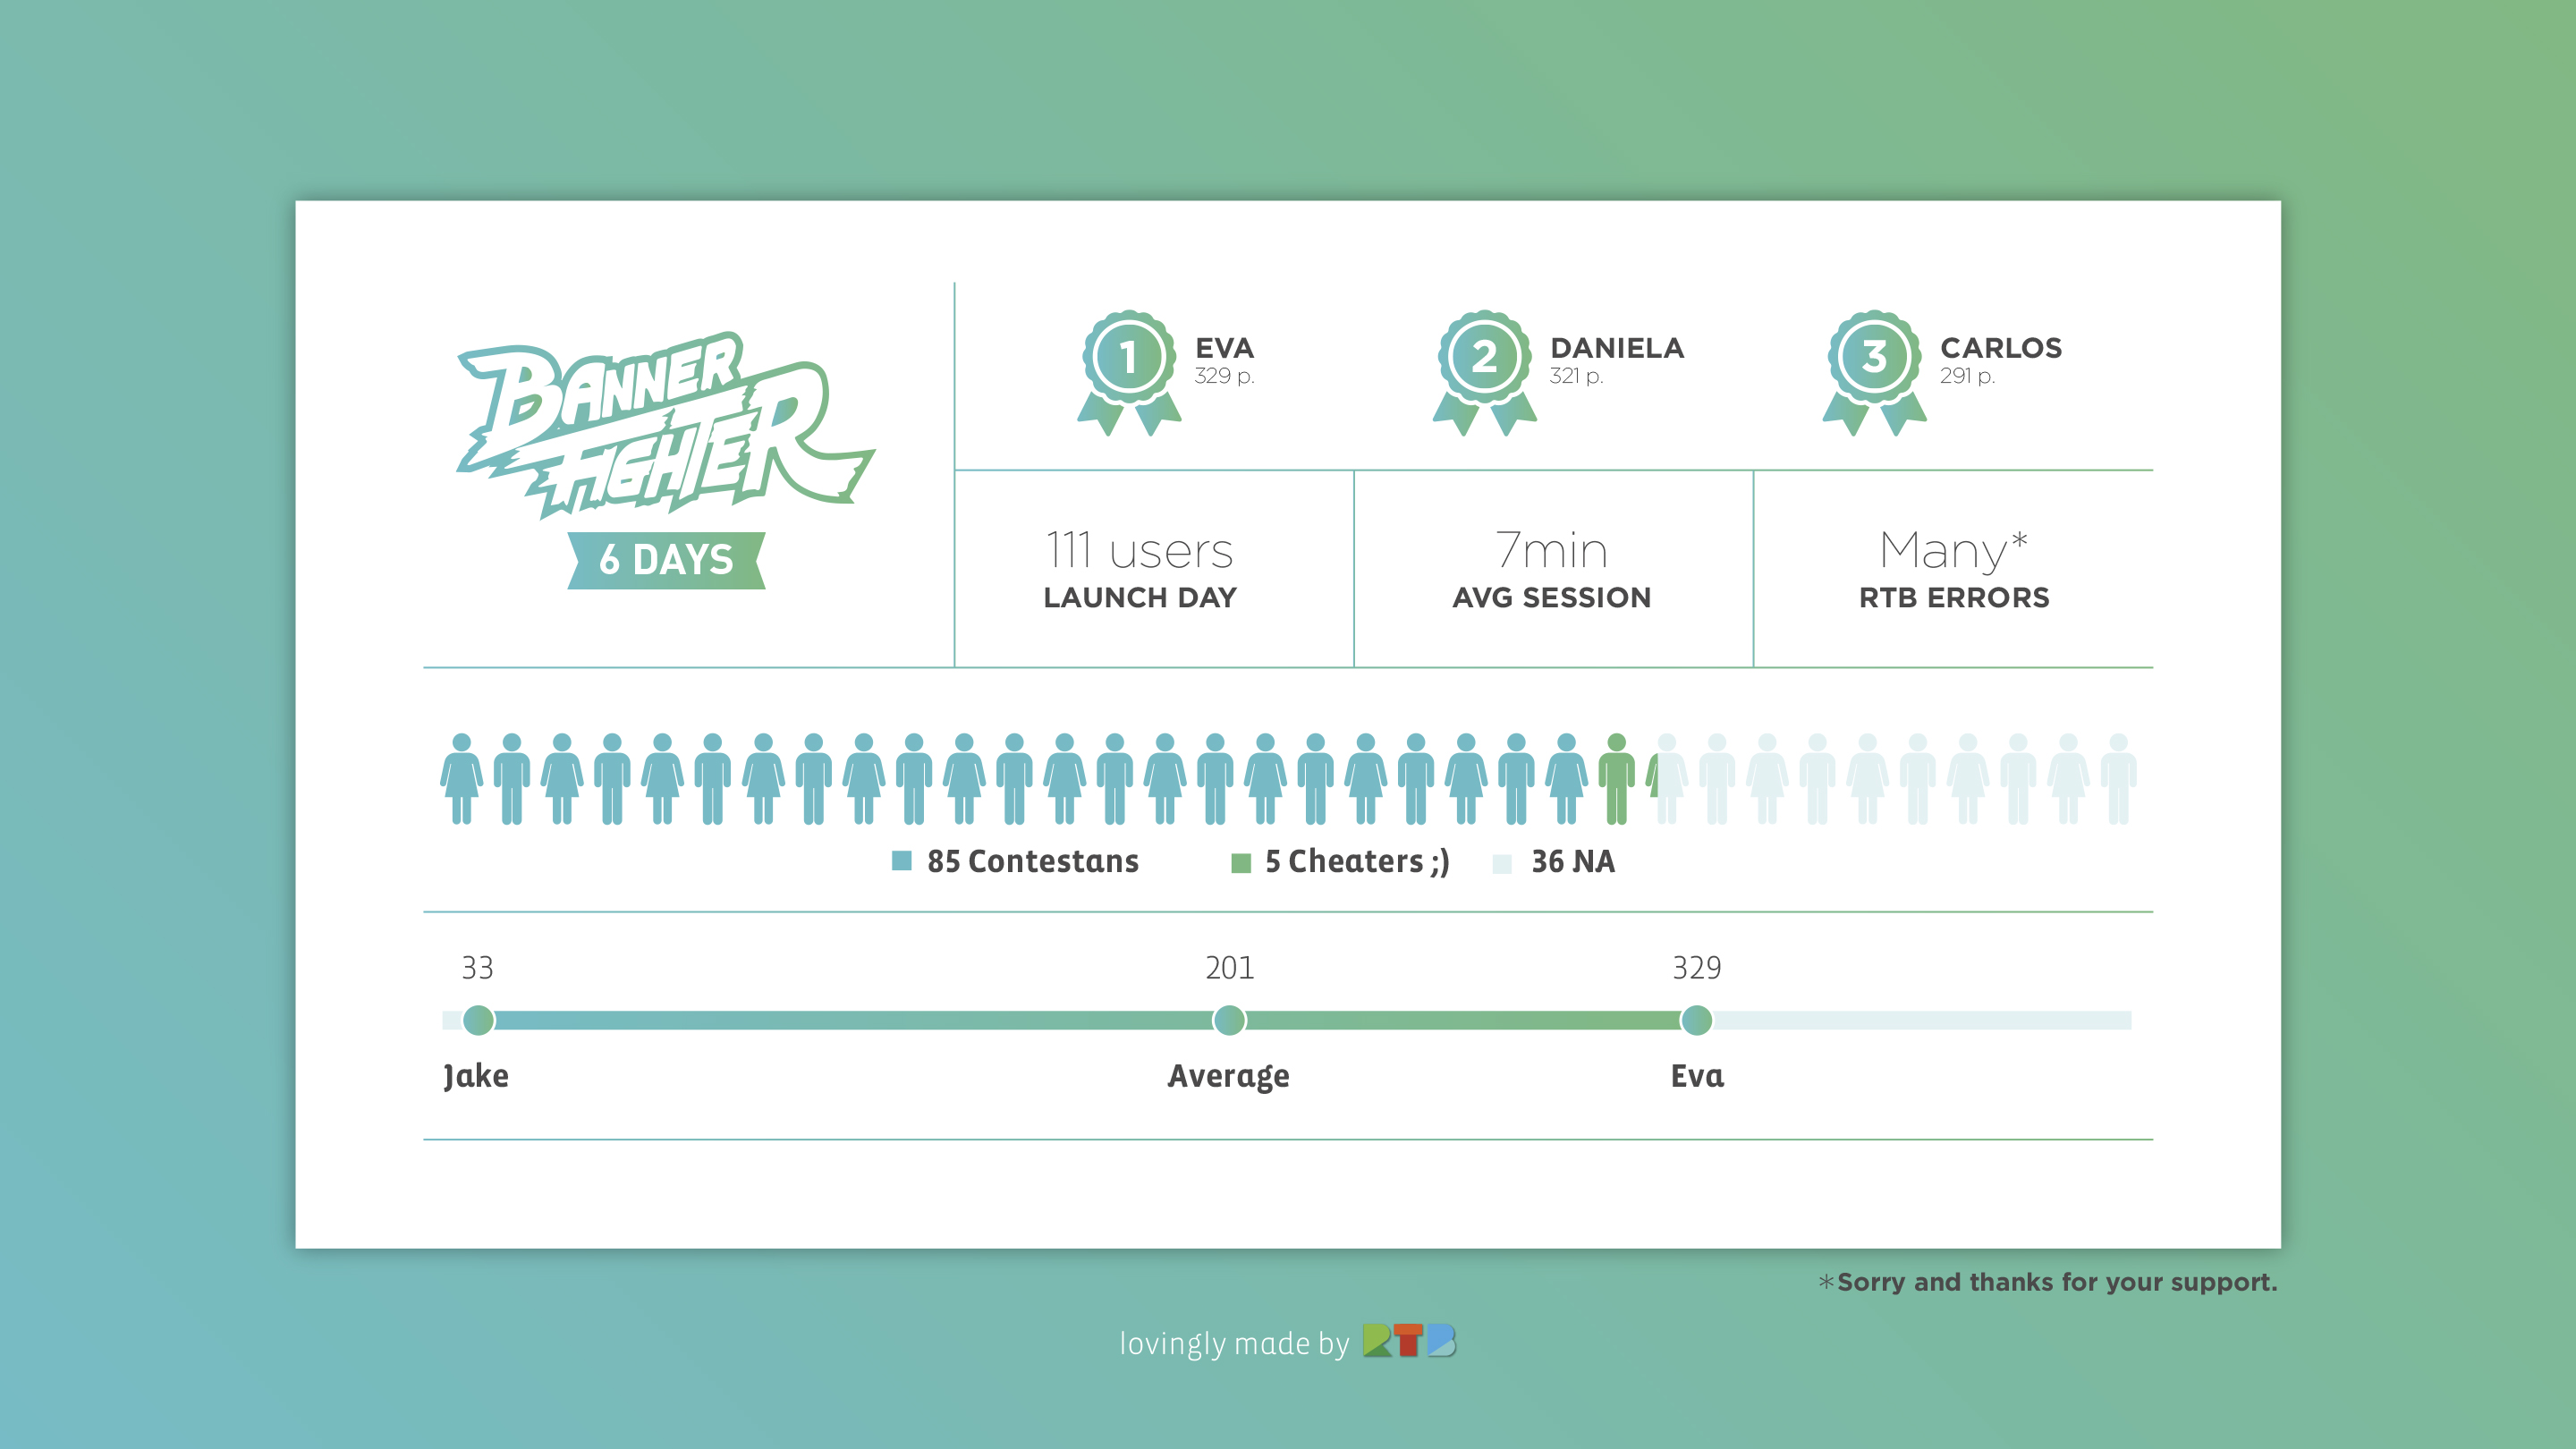 BANNER
FIGHTER
6 DAYS
1
EVA
329 p.
2
DANIELA
321 p.
3
CARLOS
291 p.
111 users
LAUNCH DAY
7min
AVG SESSION
Many*
RTB ERRORS
85 Contestans
5 Cheaters ;)
36 NA
33
201
329
Jake
Average
Eva
*Sorry and thanks for your support.
lovingly made by RTB